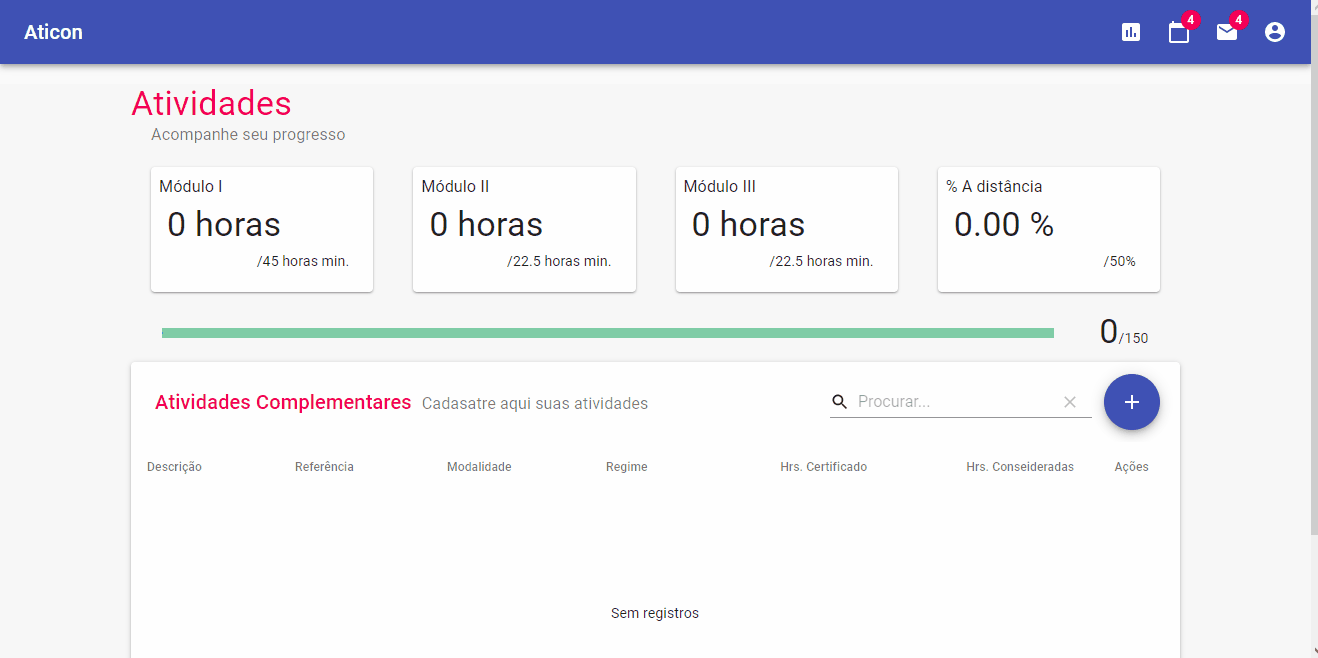 Aticon
4
4
Atividades
Acompanhe seu progresso
Módulo I
0 horas
/45 horas min.
Módulo II
0 horas
/22.5 horas min.
Módulo III
0 horas
/22.5 horas min.
% A distância
0.00 %
/50%
0/150
Atividades Complementares Cadasatre aqui suas atividades
Procurar...
Descrição Referência Modalidade Regime Hrs. Certificado Hrs. Conseideradas Ações
Sem registros